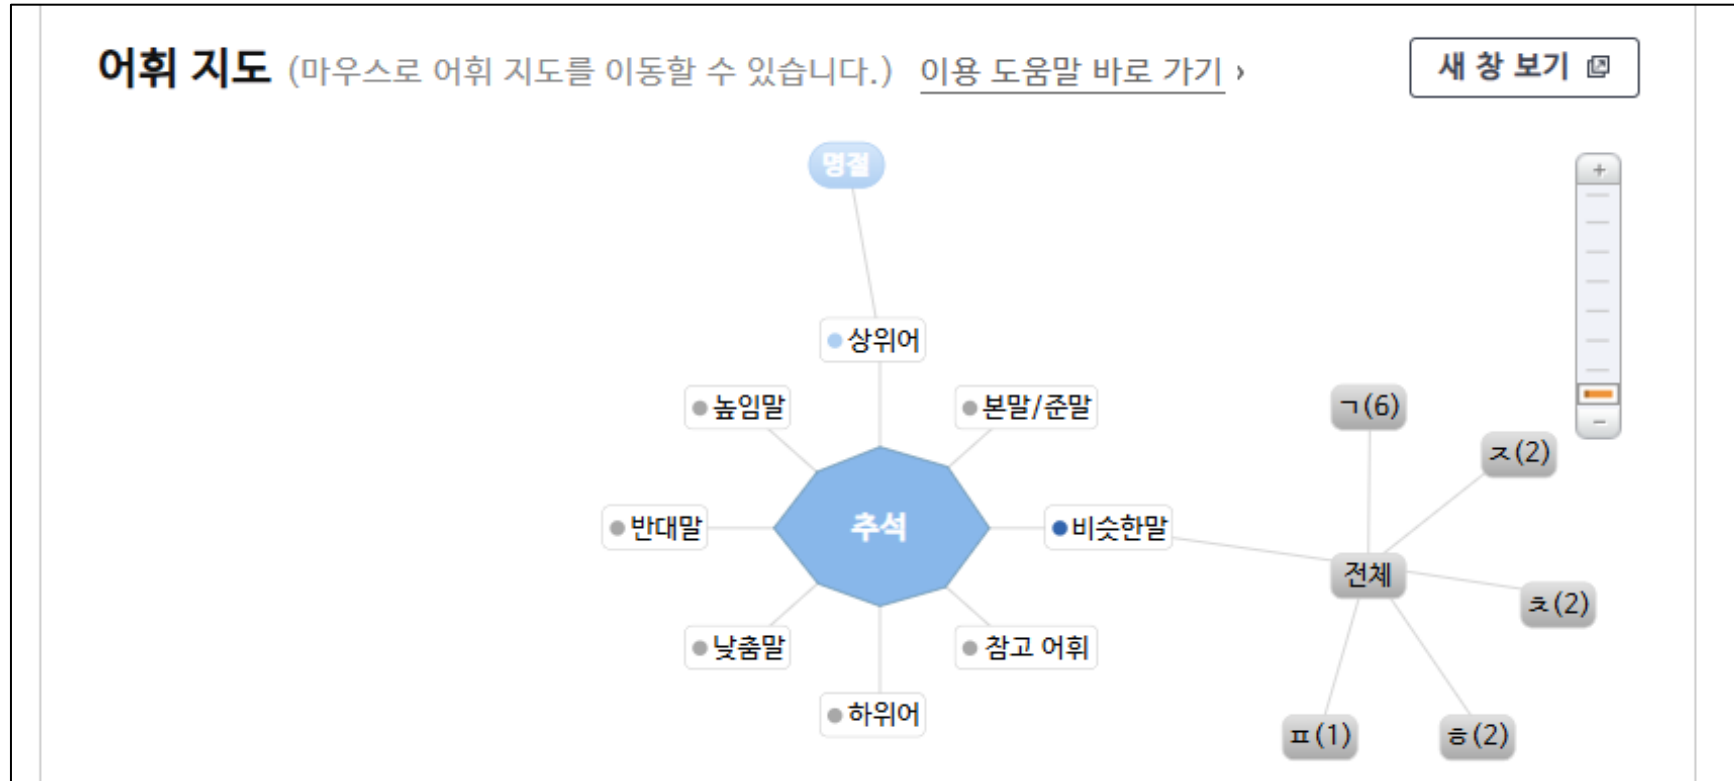 어휘 지도 (마우스로 어휘 지도를 이동할 수 있습니다.) 이용 도움말 바로 가기 › 새 창 보기
명절
+
상위어
높임말 본말/준말 ㄱ(6)
−
ㅈ(2)
반대말 추석 비슷한말
전체
ㅊ(2)
낮춤말 참고 어휘
하위어
ㅍ(1) ㅎ(2)